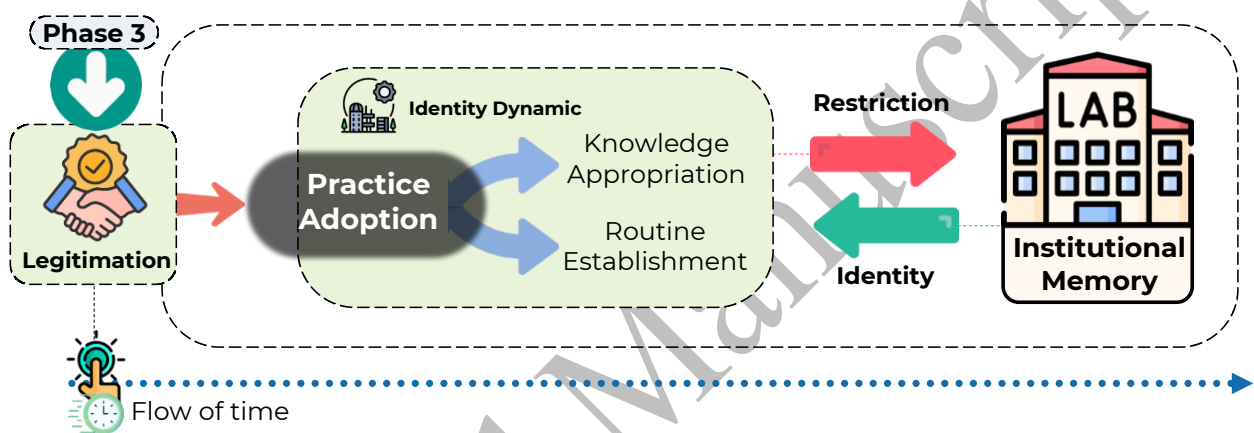 Phase 3
Legitimation
Identity Dynamic
Practice
Adoption
Knowledge
Appropriation
Routine
Establishment
Restriction
Identity
LAB
Institutional
Memory
Flow of time
Manuscrip